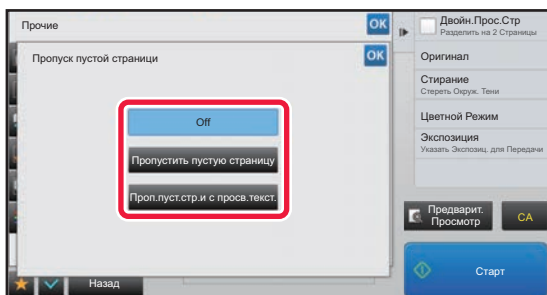 Прочие
OK
Пропуск пустой страници
OK
Off
Пропустить пустую страницу
Проп.пуст.стр.и с просв.текст.
Назад
Двойн.Прос.Стр
Разделить на 2 Страницы
Оригинал
Стирание
Стереть Окруж. Тени
Цветной Режим
Экспозиция
Указать Экспозиц. для Передачи
Предварит.
Просмотр
CA
Старт